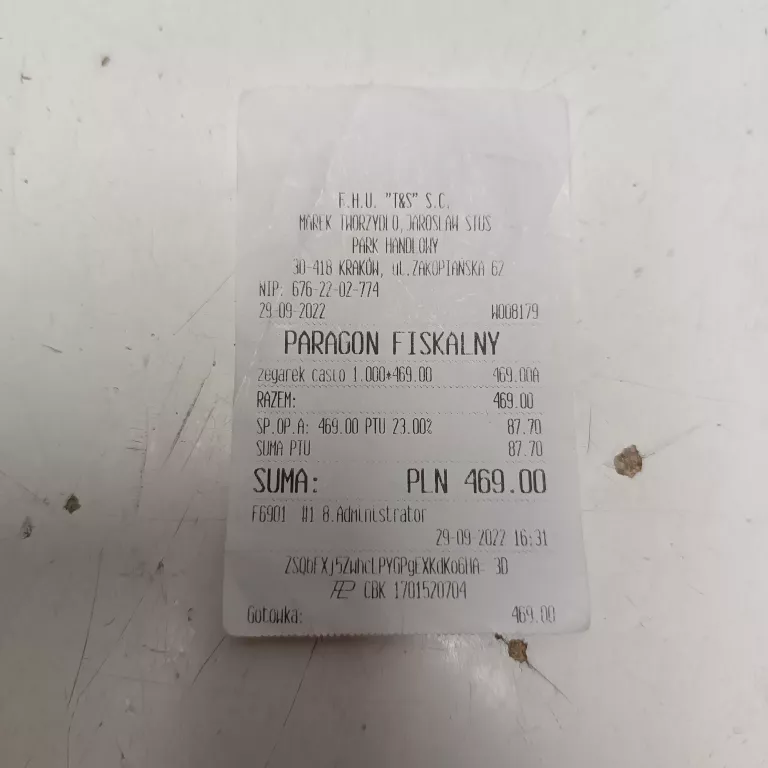 F.H.U. "T&S" S.C.
MAREK TWORZYDŁO, JAROSŁAW STUS
PARK HANDLOWY
30-418 KRAKÓW, ul.ZAKOPIAŃSKA 62
NIP: 676-22-02-774
29-09-2022 W008179
PARAGON FISKALNY
zegarek casio 1.000*469.00 469.00A
RAZEM: 469.00
SP.OP.A: 469.00 PTU 23.00% 87.70
SUMA PTU 87.70
SUMA: PLN 469.00
F6901 #1 8.Administrator
29-09-2022 16:31
CBK 1701520704
Gotówka: 469.00